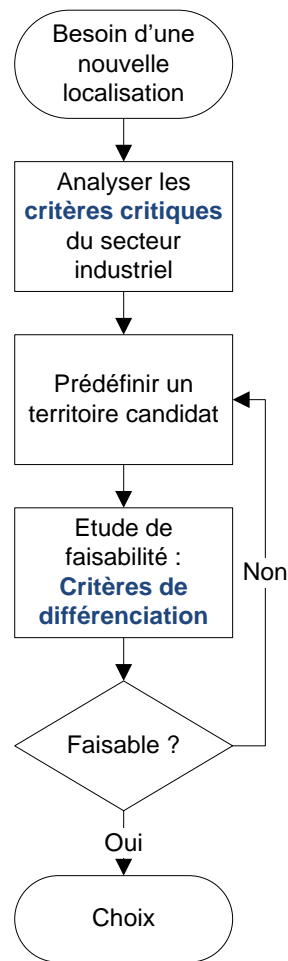 Besoin d'une
nouvelle
localisation
Analyser les
critères critiques
du secteur
industriel
Prédéfinir un
territoire candidat
Etude de
faisabilité :
Critères de
différenciation
Non
Faisable ?
Oui
Choix